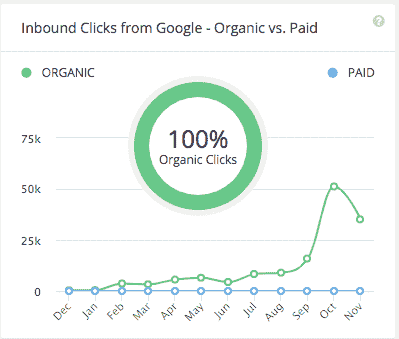 Inbound Clicks from Google - Organic vs. Paid
?
ORGANIC
PAID
100%
Organic Clicks
75k
50k
25k
0
Dec Jan Feb Mar Apr May Jun Jul Aug Sep Oct Nov